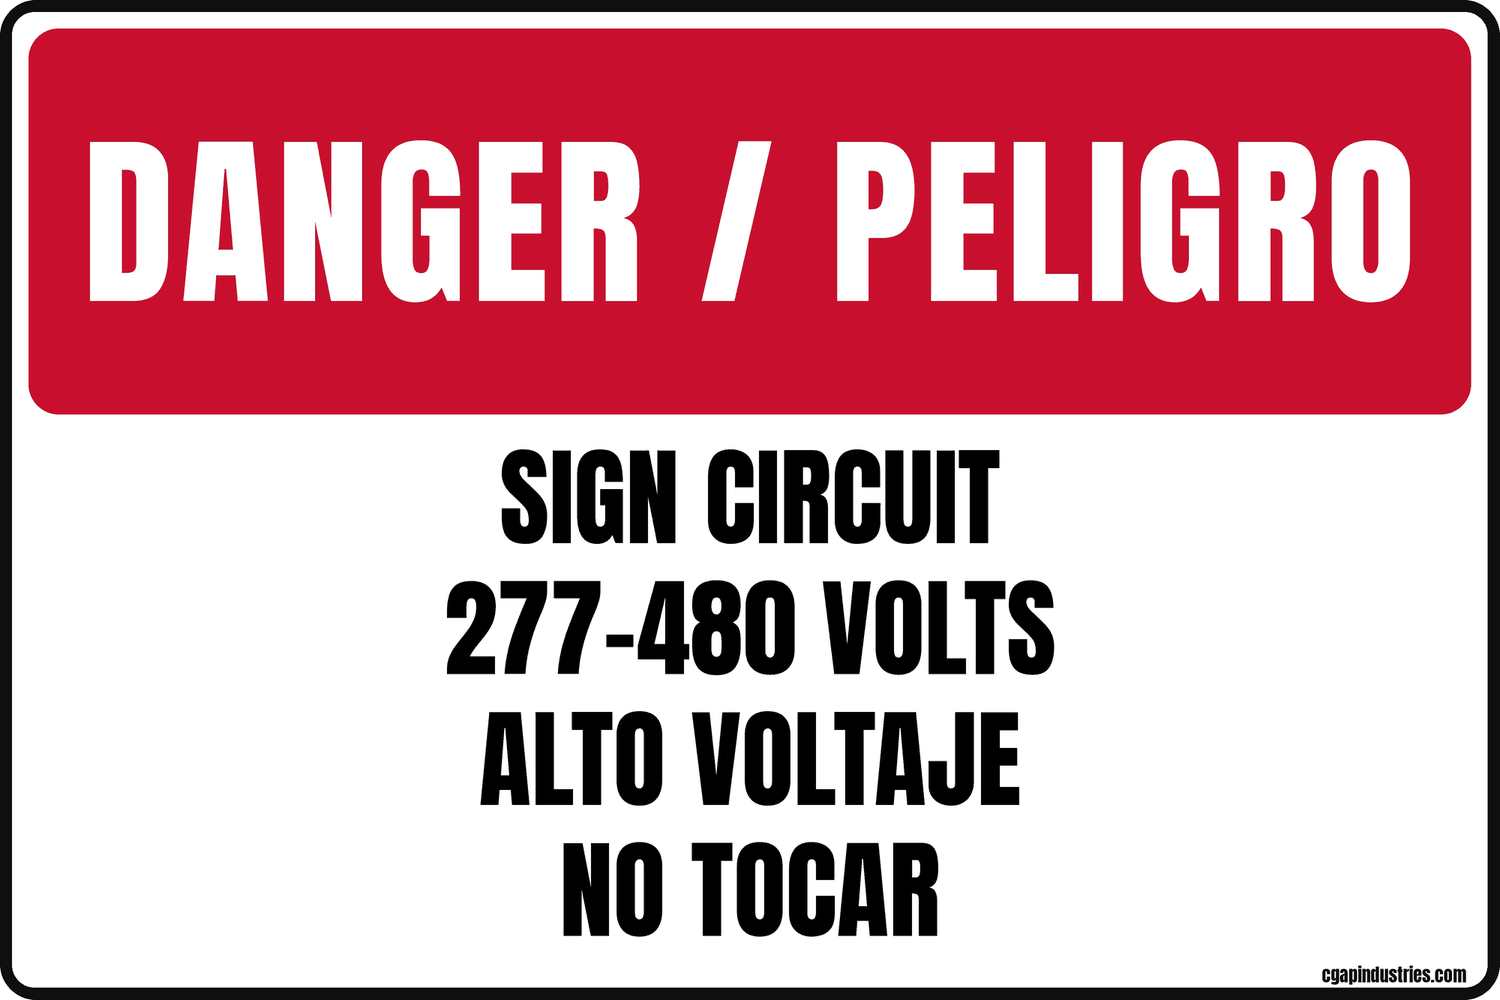 DANGER / PELIGRO
SIGN CIRCUIT
277-480 VOLTS
ALTO VOLTAJE
NO TOCAR
cgapindustries.com